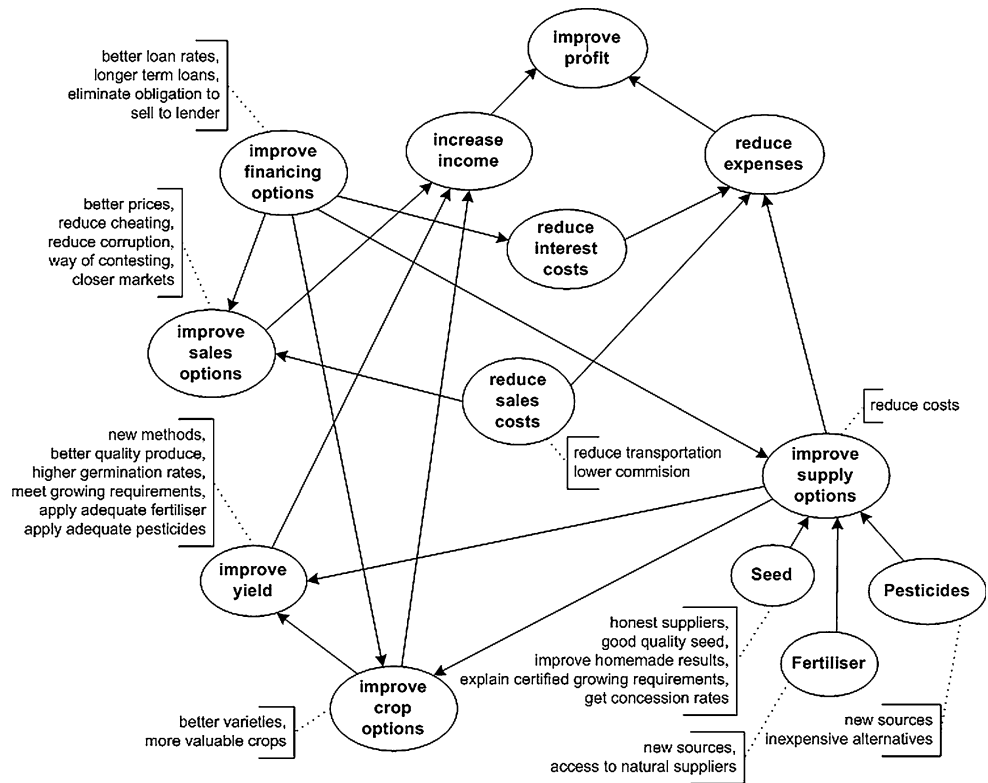 improve
profit
better loan rates,
longer term loans,
eliminate obligation to
sell to lender
increase
income
reduce
expenses
improve
financing
options
better prices,
reduce cheating,
reduce corruption,
way of contesting,
closer markets
reduce
interest
costs
improve
sales
options
reduce
sales
costs
reduce costs
new methods,
better quality produce,
higher germination rates,
meet growing requirements,
apply adequate fertiliser
apply adequate pesticides
reduce transportation
lower commision
improve
supply
options
improve
yield
Seed
Pesticides
honest suppliers,
good quality seed,
improve homemade results,
explain certified growing requirements,
get concession rates
Fertiliser
improve
crop
options
better varieties,
more valuable crops
new sources,
access to natural suppliers
new sources
inexpensive alternatives